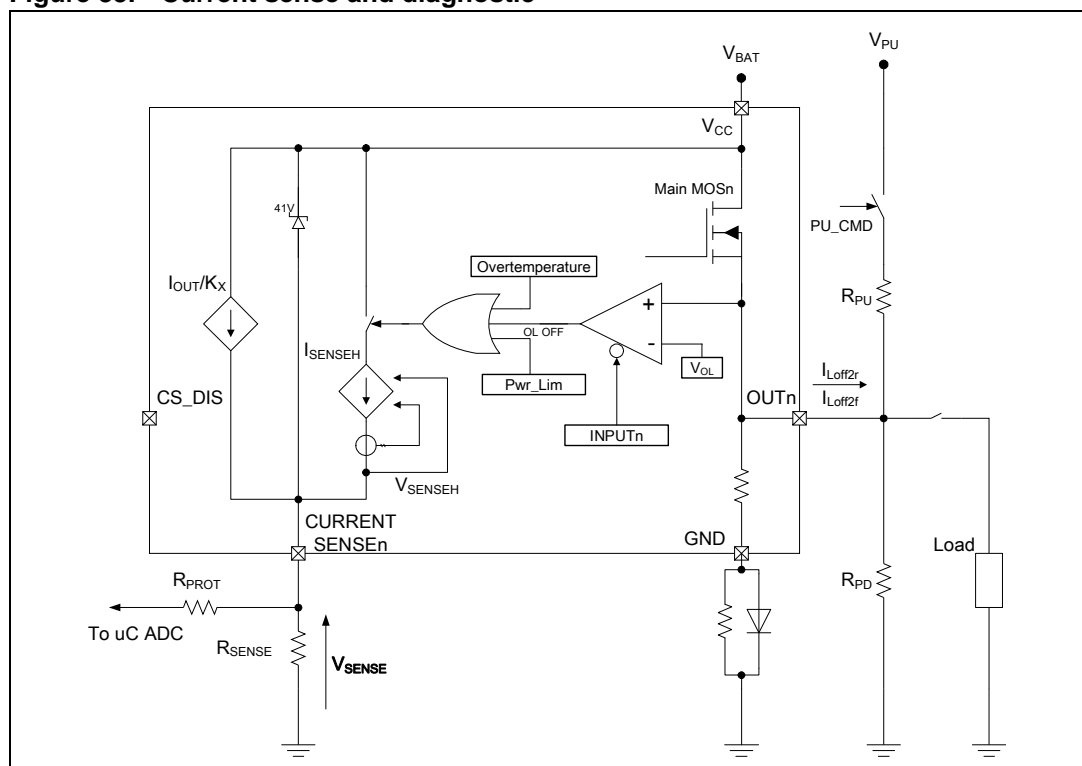 Figure 35. Current sense and diagnostic
VBAT
VPU
VCC
Main MOSn
PU_CMD
41V
Overtemperature
RPU
IOUT/KX
+
OL OFF
-
ISENSEH
VOL
ILoff2r
Pwr_Lim
OUTn
ILoff2f
CS_DIS
INPUTn
VSENSEH
CURRENT
SENSEn
GND
Load
RPROT
RPD
To uC ADC
RSENSE
VSENSE